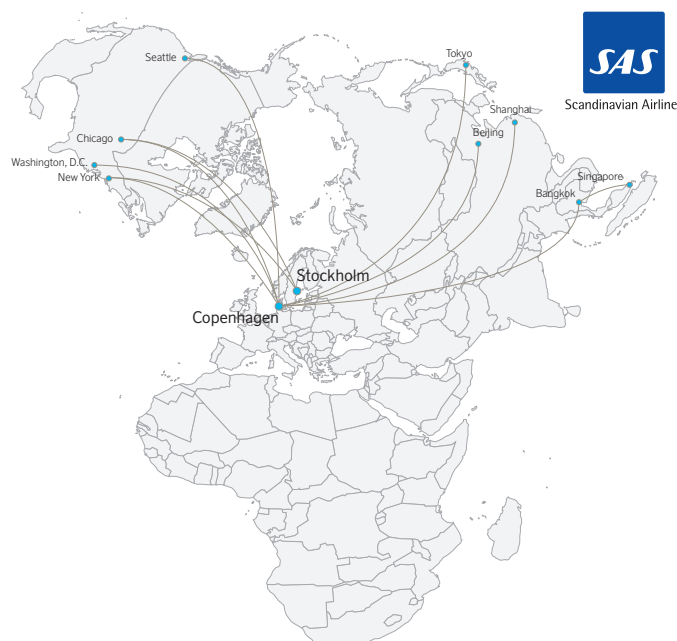 Seattle
Tokyo
SAS
Scandinavian Airline
Shanghai
Chicago
Beijing
Washington, D.C.
New York
Singapore
Bangkok
Stockholm
Copenhagen